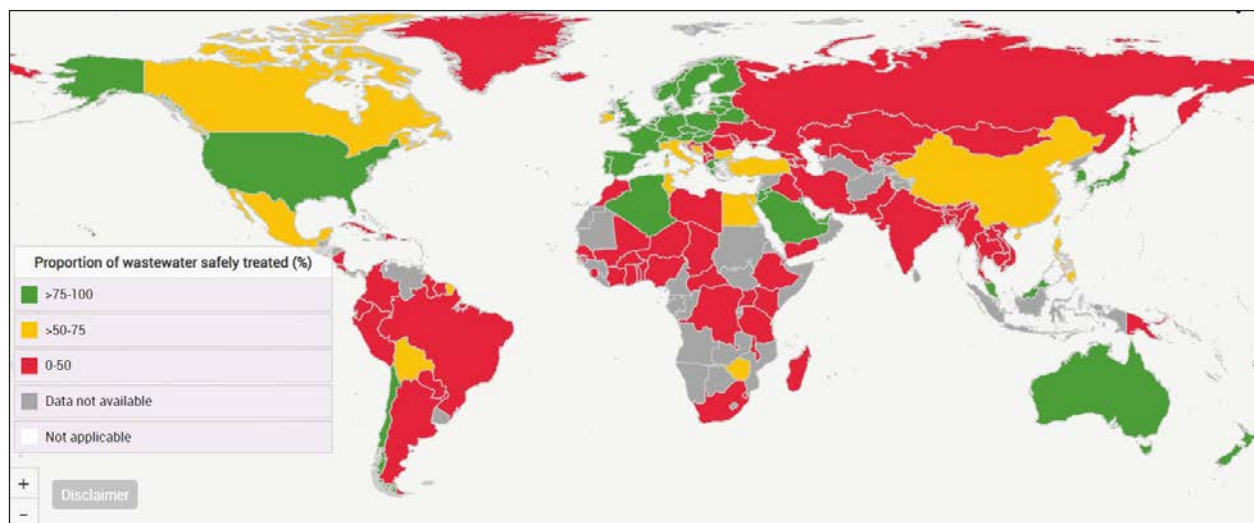 Proportion of wastewater safely treated (%)
>75-100
>50-75
0-50
Data not available
Not applicable
+
Disclaimer
−